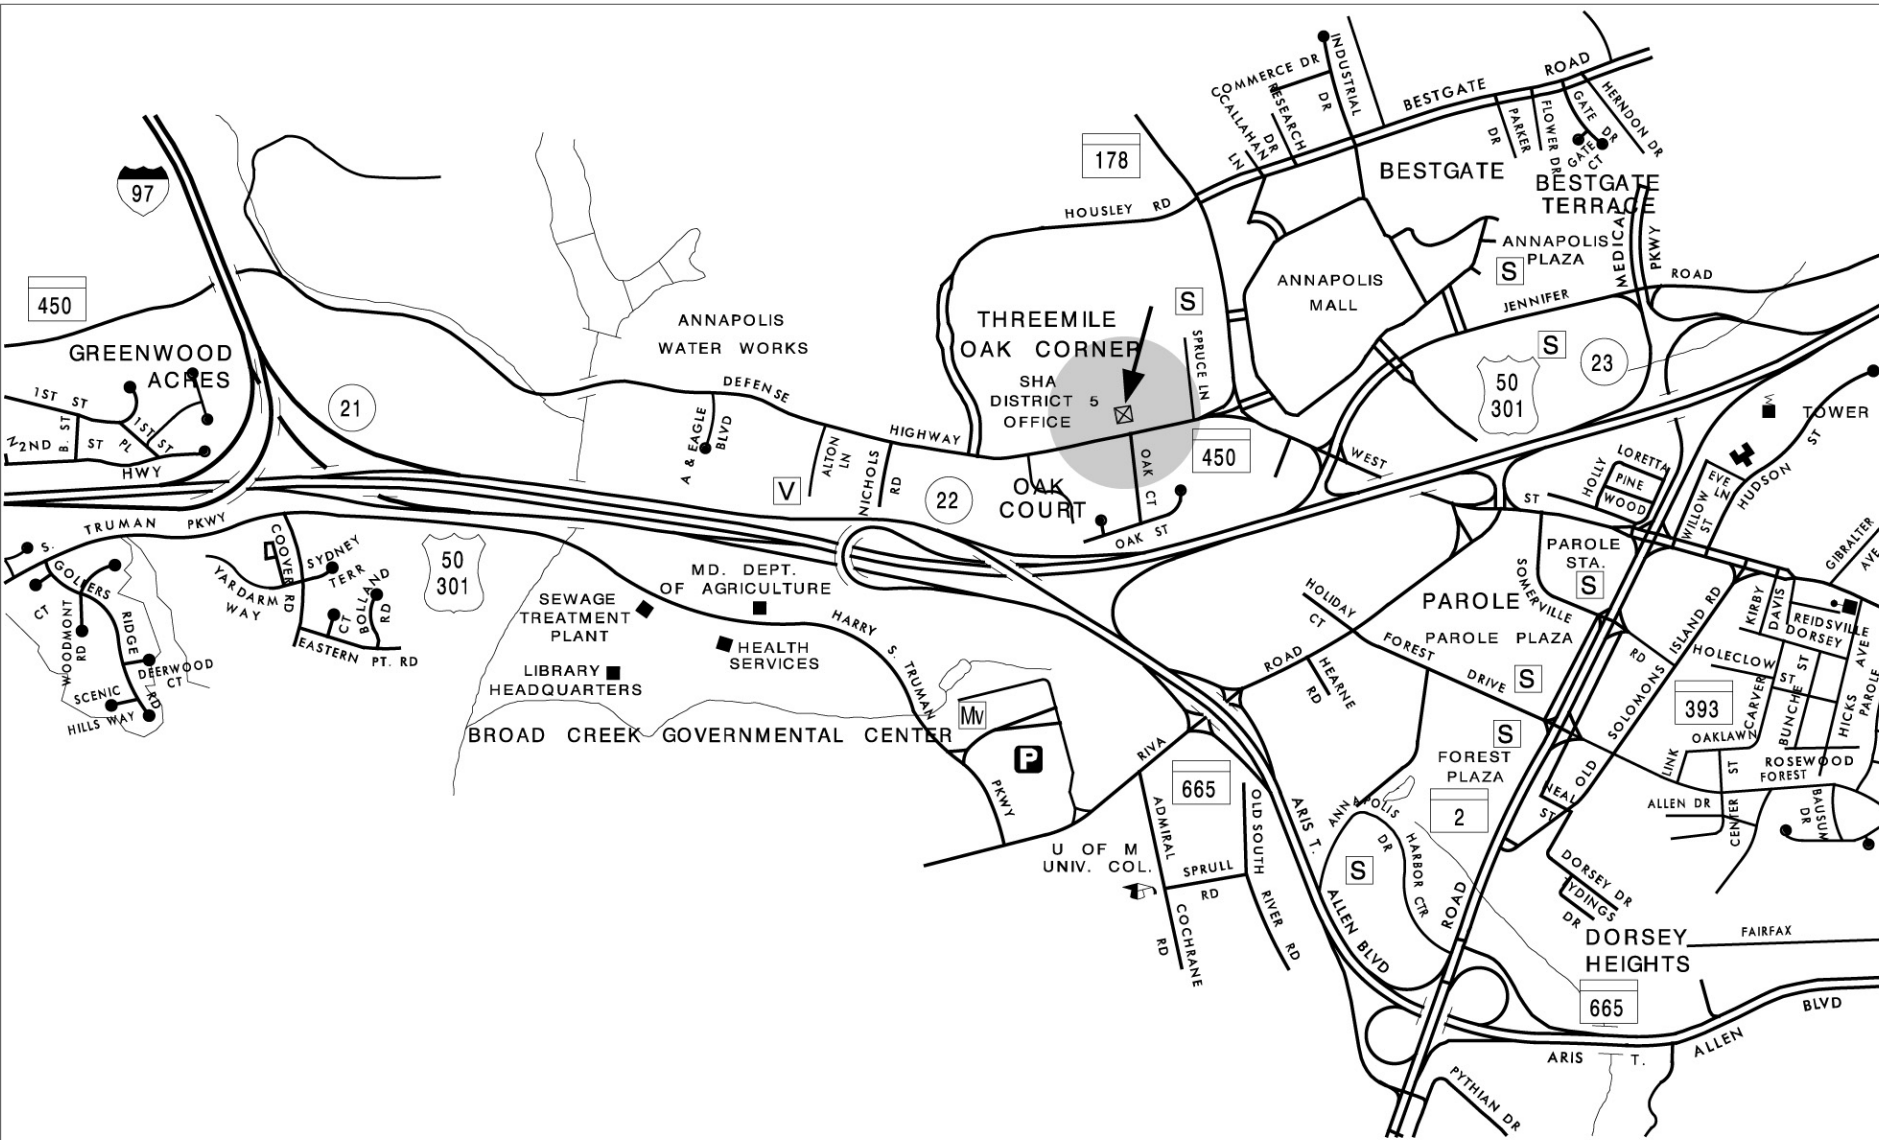 COMMERCE DR
INDUSTRIAL
DR
RESEARCH
DR
CALLAHAN
LN
BESTGATE ROAD
PARKER
DR
FLOWER DR
GATE DR
GATE
CT
HERNDON DR
178
BESTGATE
BESTGATE
TERRACE
97
HOUSLEY RD
MEDICAL
PKWY
ANNAPOLIS
PLAZA
S
ROAD
JENNIFER
ANNAPOLIS
MALL
450
GREENWOOD
ACRES
ANNAPOLIS
WATER WORKS
THREEMILE
OAK CORNER
S
SPRUCE LN
SHA
DISTRICT 5
OFFICE
S
23
50
301
TOWER
21
1ST ST
2ND
B. ST
ST
PL
1ST ST
HWY
DEFENSE
HIGHWAY
A & EAGLE
BLVD
ALTON
LN
NICHOLS
RD
V
22
OAK
COURT
OAK CT
OAK ST
450
WEST
ST
HOLLY
LORETTA
PINE
WOOD
WILLOW
ST
EVE
LN
HUDSON
ST
GIBRALTER
AVE
S.
TRUMAN PKWY
GOLFERS
CT
RIDGE
RD
WOODMONT
RD
DEERWOOD
CT
SCENIC
HILLS WAY
COOVER
RD
SYDNEY
TERR
YARDARM
WAY
CT
BOLLAND
RD
EASTERN PT. RD
50
301
SEWAGE
TREATMENT
PLANT
MD. DEPT.
OF AGRICULTURE
HEALTH
SERVICES
LIBRARY
HEADQUARTERS
HARRY
S. TRUMAN
PKWY
BROAD CREEK GOVERNMENTAL CENTER
Mv
P
PAROLE
STA.
S
SOMERVILLE
RD
PAROLE
PAROLE PLAZA
HOLIDAY
CT
FOREST
DRIVE
S
ROAD
HEARNE
RD
RIVA
KIRBY
DAVIS
REIDSVILLE
DORSEY
AVE
HOLECLOW
ST
CARVER
BUNCHE ST
HICKS
PAROLE
393
OLD SOLOMONS ISLAND RD
OAKLAWN
LINK
ST
ROSEWOOD
FOREST
ALLEN DR
CENTER
BAUSUM
DR
S
FOREST
PLAZA
2
NEAL
ST
665
ADMIRAL
COCHRANE
RD
SPRULL
RD
OLD SOUTH
RIVER
RD
U OF M
UNIV. COL.
ARIS T.
ALLEN BLVD
ANNAPOLIS
DR
HARBOR CTR
S
ROAD
DORSEY DR
TYDINGS
DR
DORSEY
HEIGHTS
FAIRFAX
665
ARIS T.
ALLEN
BLVD
PYTHIAN DR